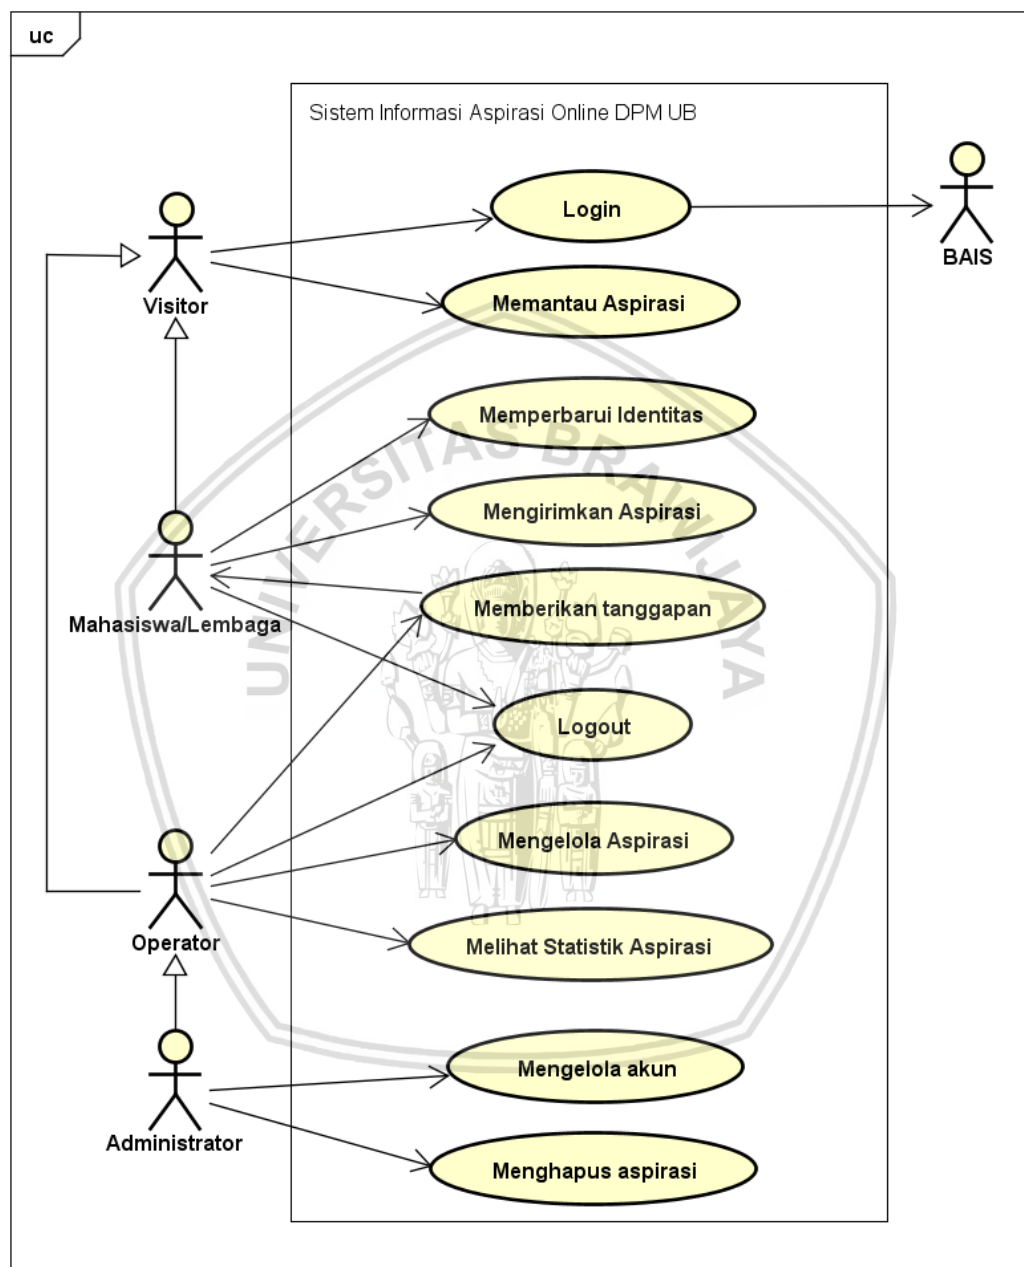 uc
Sistem Informasi Aspirasi Online DPM UB
Login
BAIS
Visitor
Memantau Aspirasi
Memperbarui Identitas
UNIVERSITAS BRAWIJAYA
Mengirimkan Aspirasi
Mahasiswa/Lembaga
Memberikan tanggapan
Logout
Mengelola Aspirasi
Operator
Melihat Statistik Aspirasi
Mengelola akun
Administrator
Menghapus aspirasi